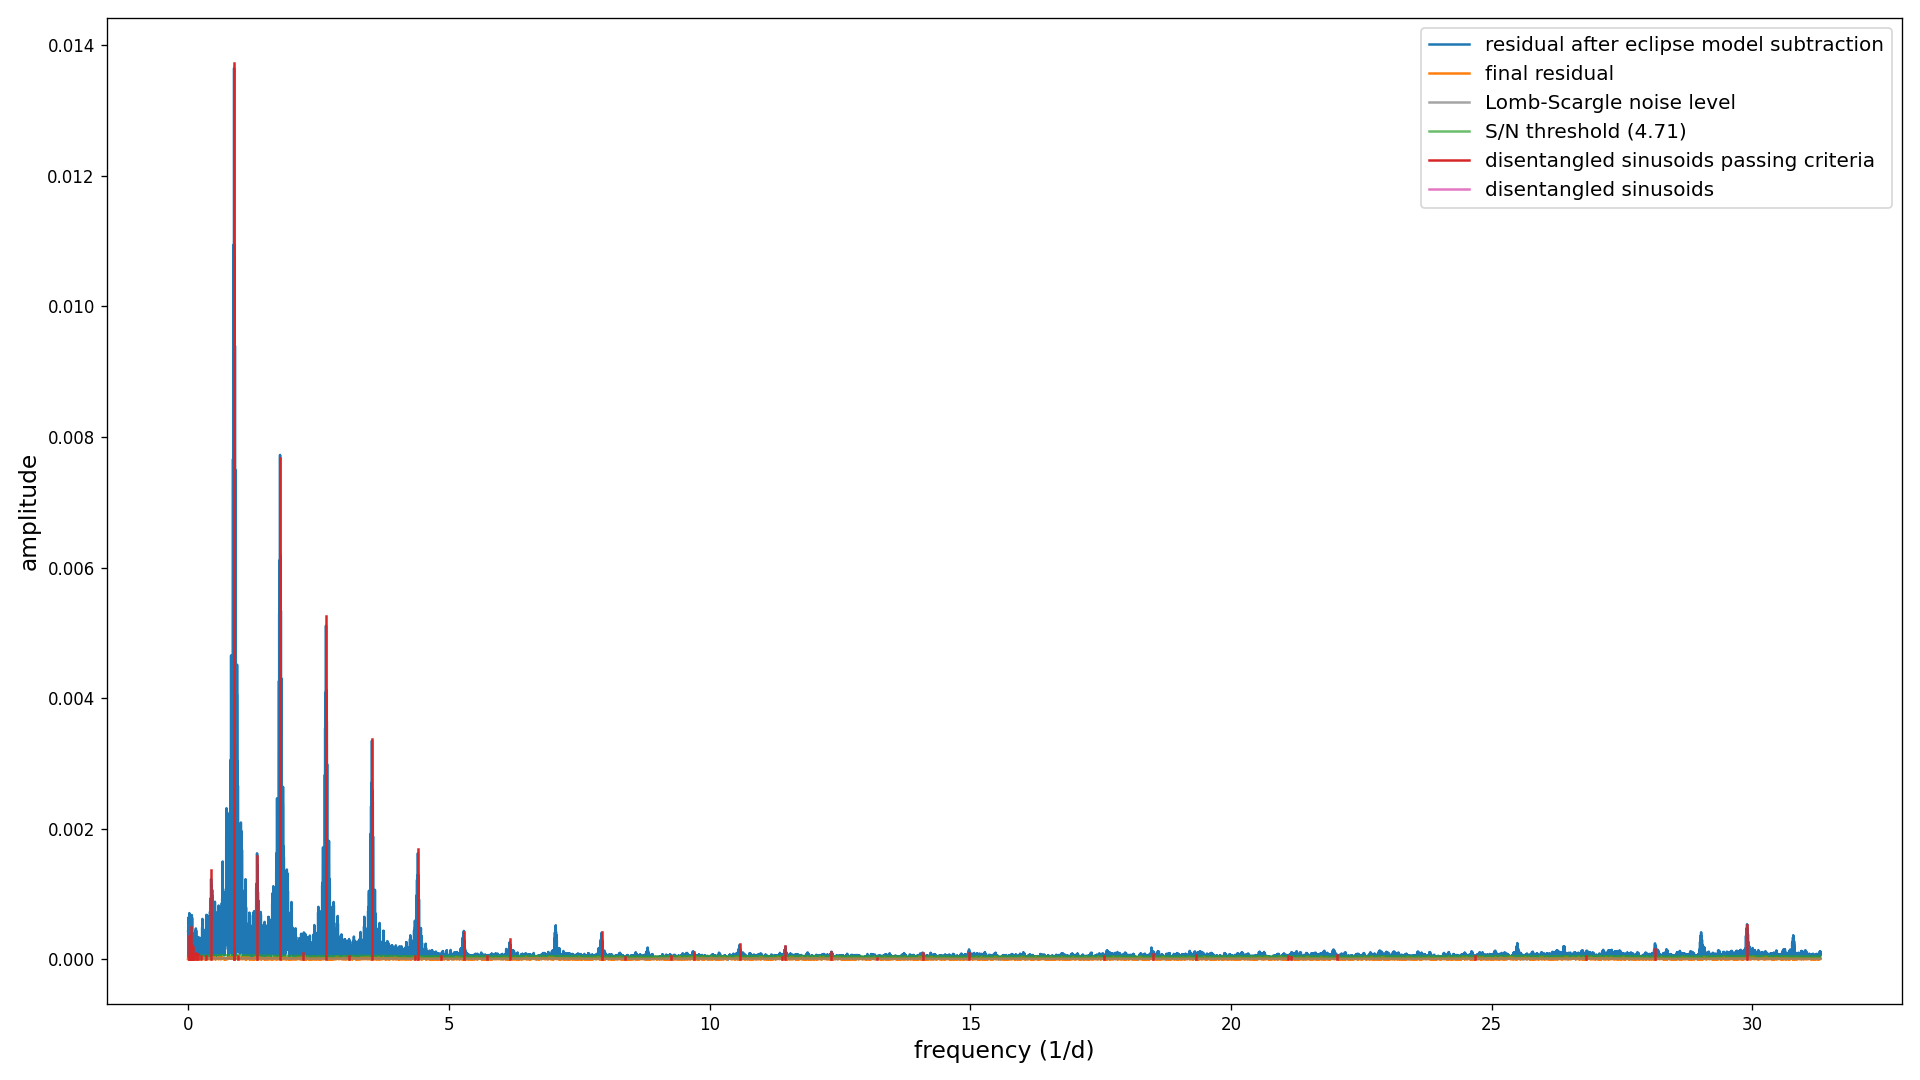 residual after eclipse model subtraction
final residual
Lomb-Scargle noise level
S/N threshold (4.71)
disentangled sinusoids passing criteria
disentangled sinusoids
amplitude
0.014
0.012
0.010
0.008
0.006
0.004
0.002
0.000
0 5 10 15 20 25 30
frequency (1/d)